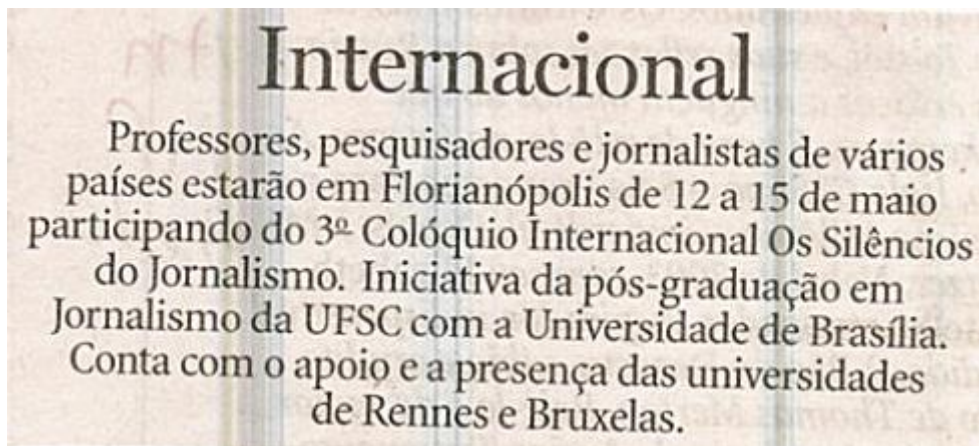 Internacional
Professores, pesquisadores e jornalistas de vários
países estarão em Florianópolis de 12 a 15 de maio
participando do 3º Colóquio Internacional Os Silêncios
do Jornalismo. Iniciativa da pós-graduação em
Jornalismo da UFSC com a Universidade de Brasília.
Conta com o apoio e a presença das universidades
de Rennes e Bruxelas.